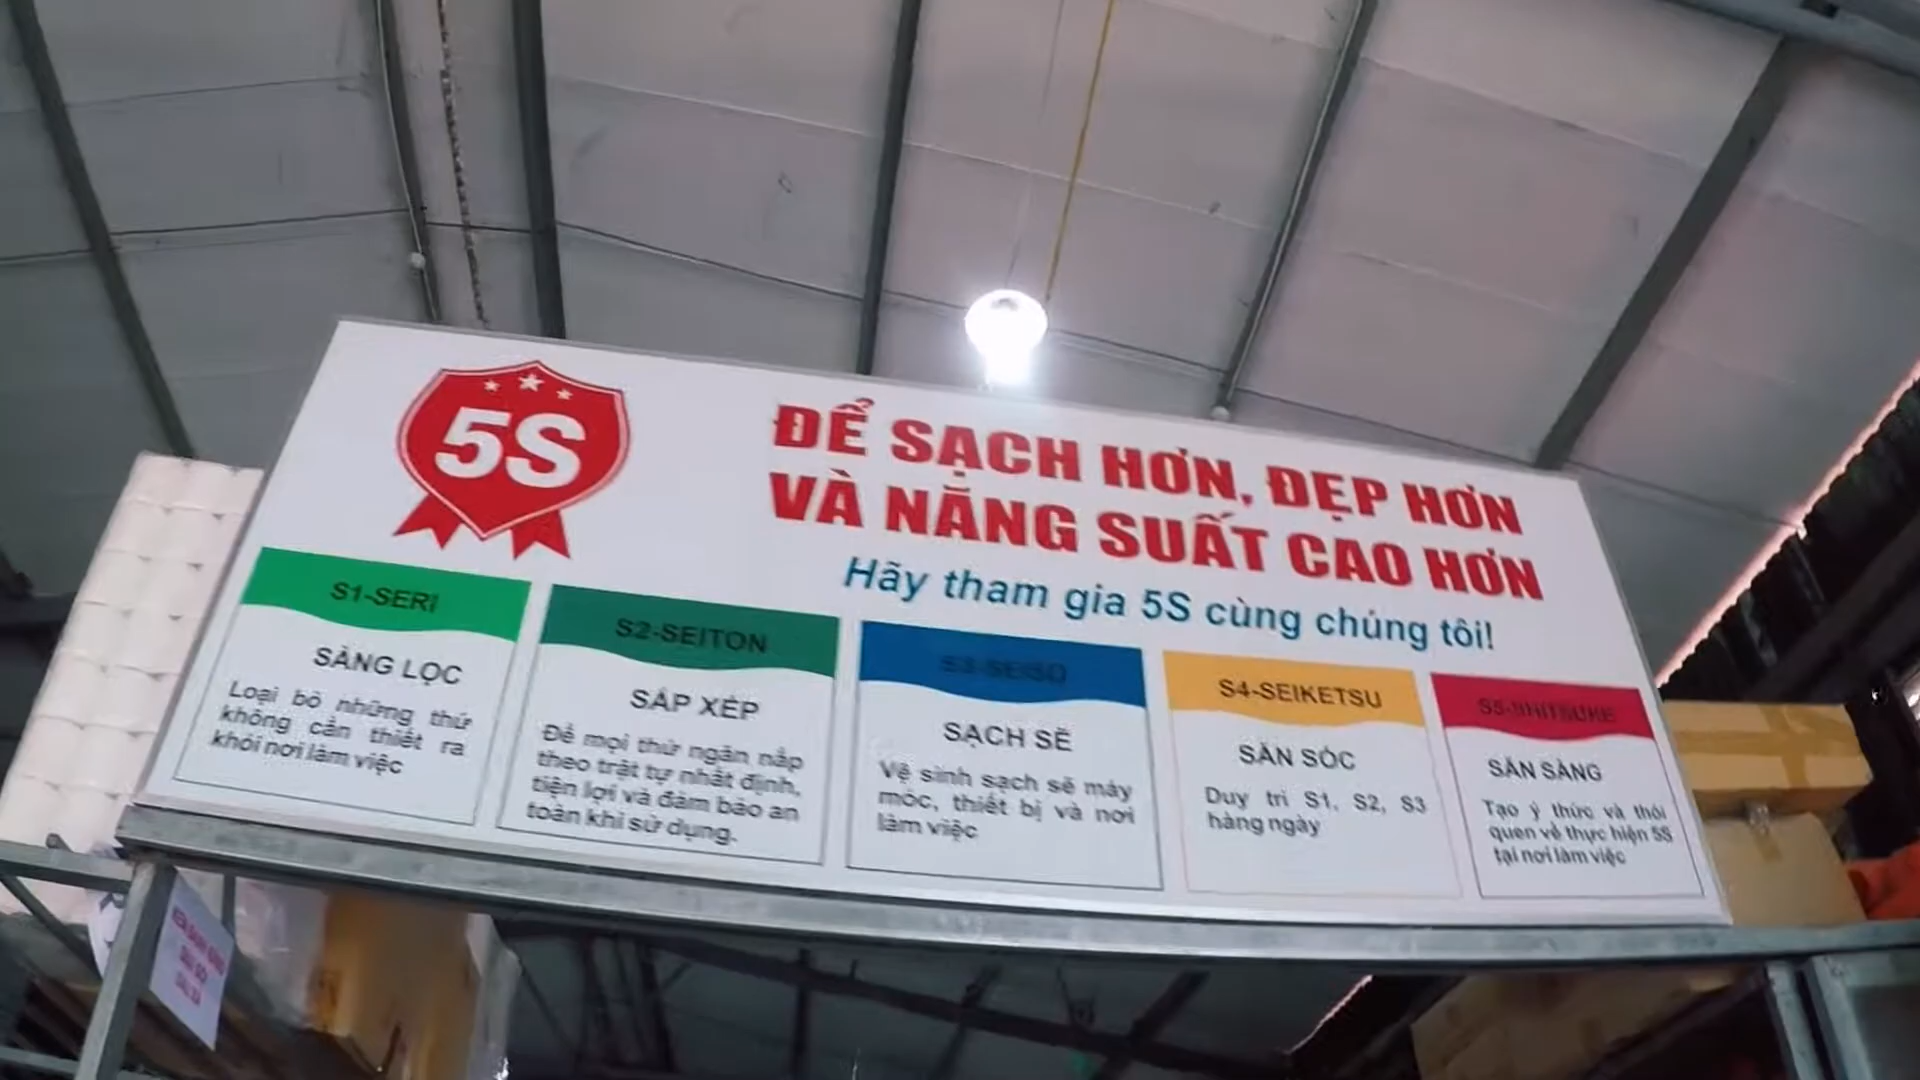 5S
ĐỂ SẠCH HƠN, ĐẸP HƠN
VÀ NĂNG SUẤT CAO HƠN
Hãy tham gia 5S cùng chúng tôi!
S1-SERI
SÀNG LỌC
Loại bỏ những thứ
không cần thiết ra
khỏi nơi làm việc
S2-SEITON
SẮP XẾP
Để mọi thứ ngăn nắp
theo trật tự nhất định,
tiện lợi và đảm bảo an
toàn khi sử dụng.
S3-SEISO
SẠCH SẼ
Vệ sinh sạch sẽ máy
móc, thiết bị và nơi
làm việc
S4-SEIKETSU
SĂN SÓC
Duy trì S1, S2, S3
hàng ngày
S5-SHITSUKE
SẴN SÀNG
Tạo ý thức và thói
quen về thực hiện 5S
tại nơi làm việc